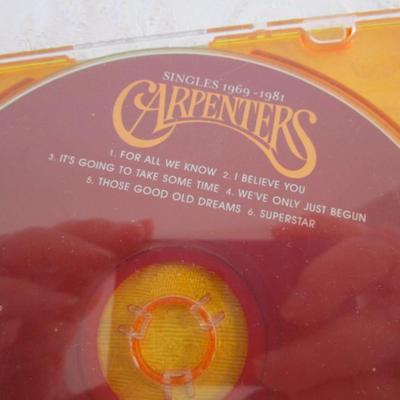 SINGLES 1969-1981
CARPENTERS
1. FOR ALL WE KNOW 2. I BELIEVE YOU
3. IT'S GOING TO TAKE SOME TIME 4. WE'VE ONLY JUST BEGUN
5. THOSE GOOD OLD DREAMS 6. SUPERSTAR